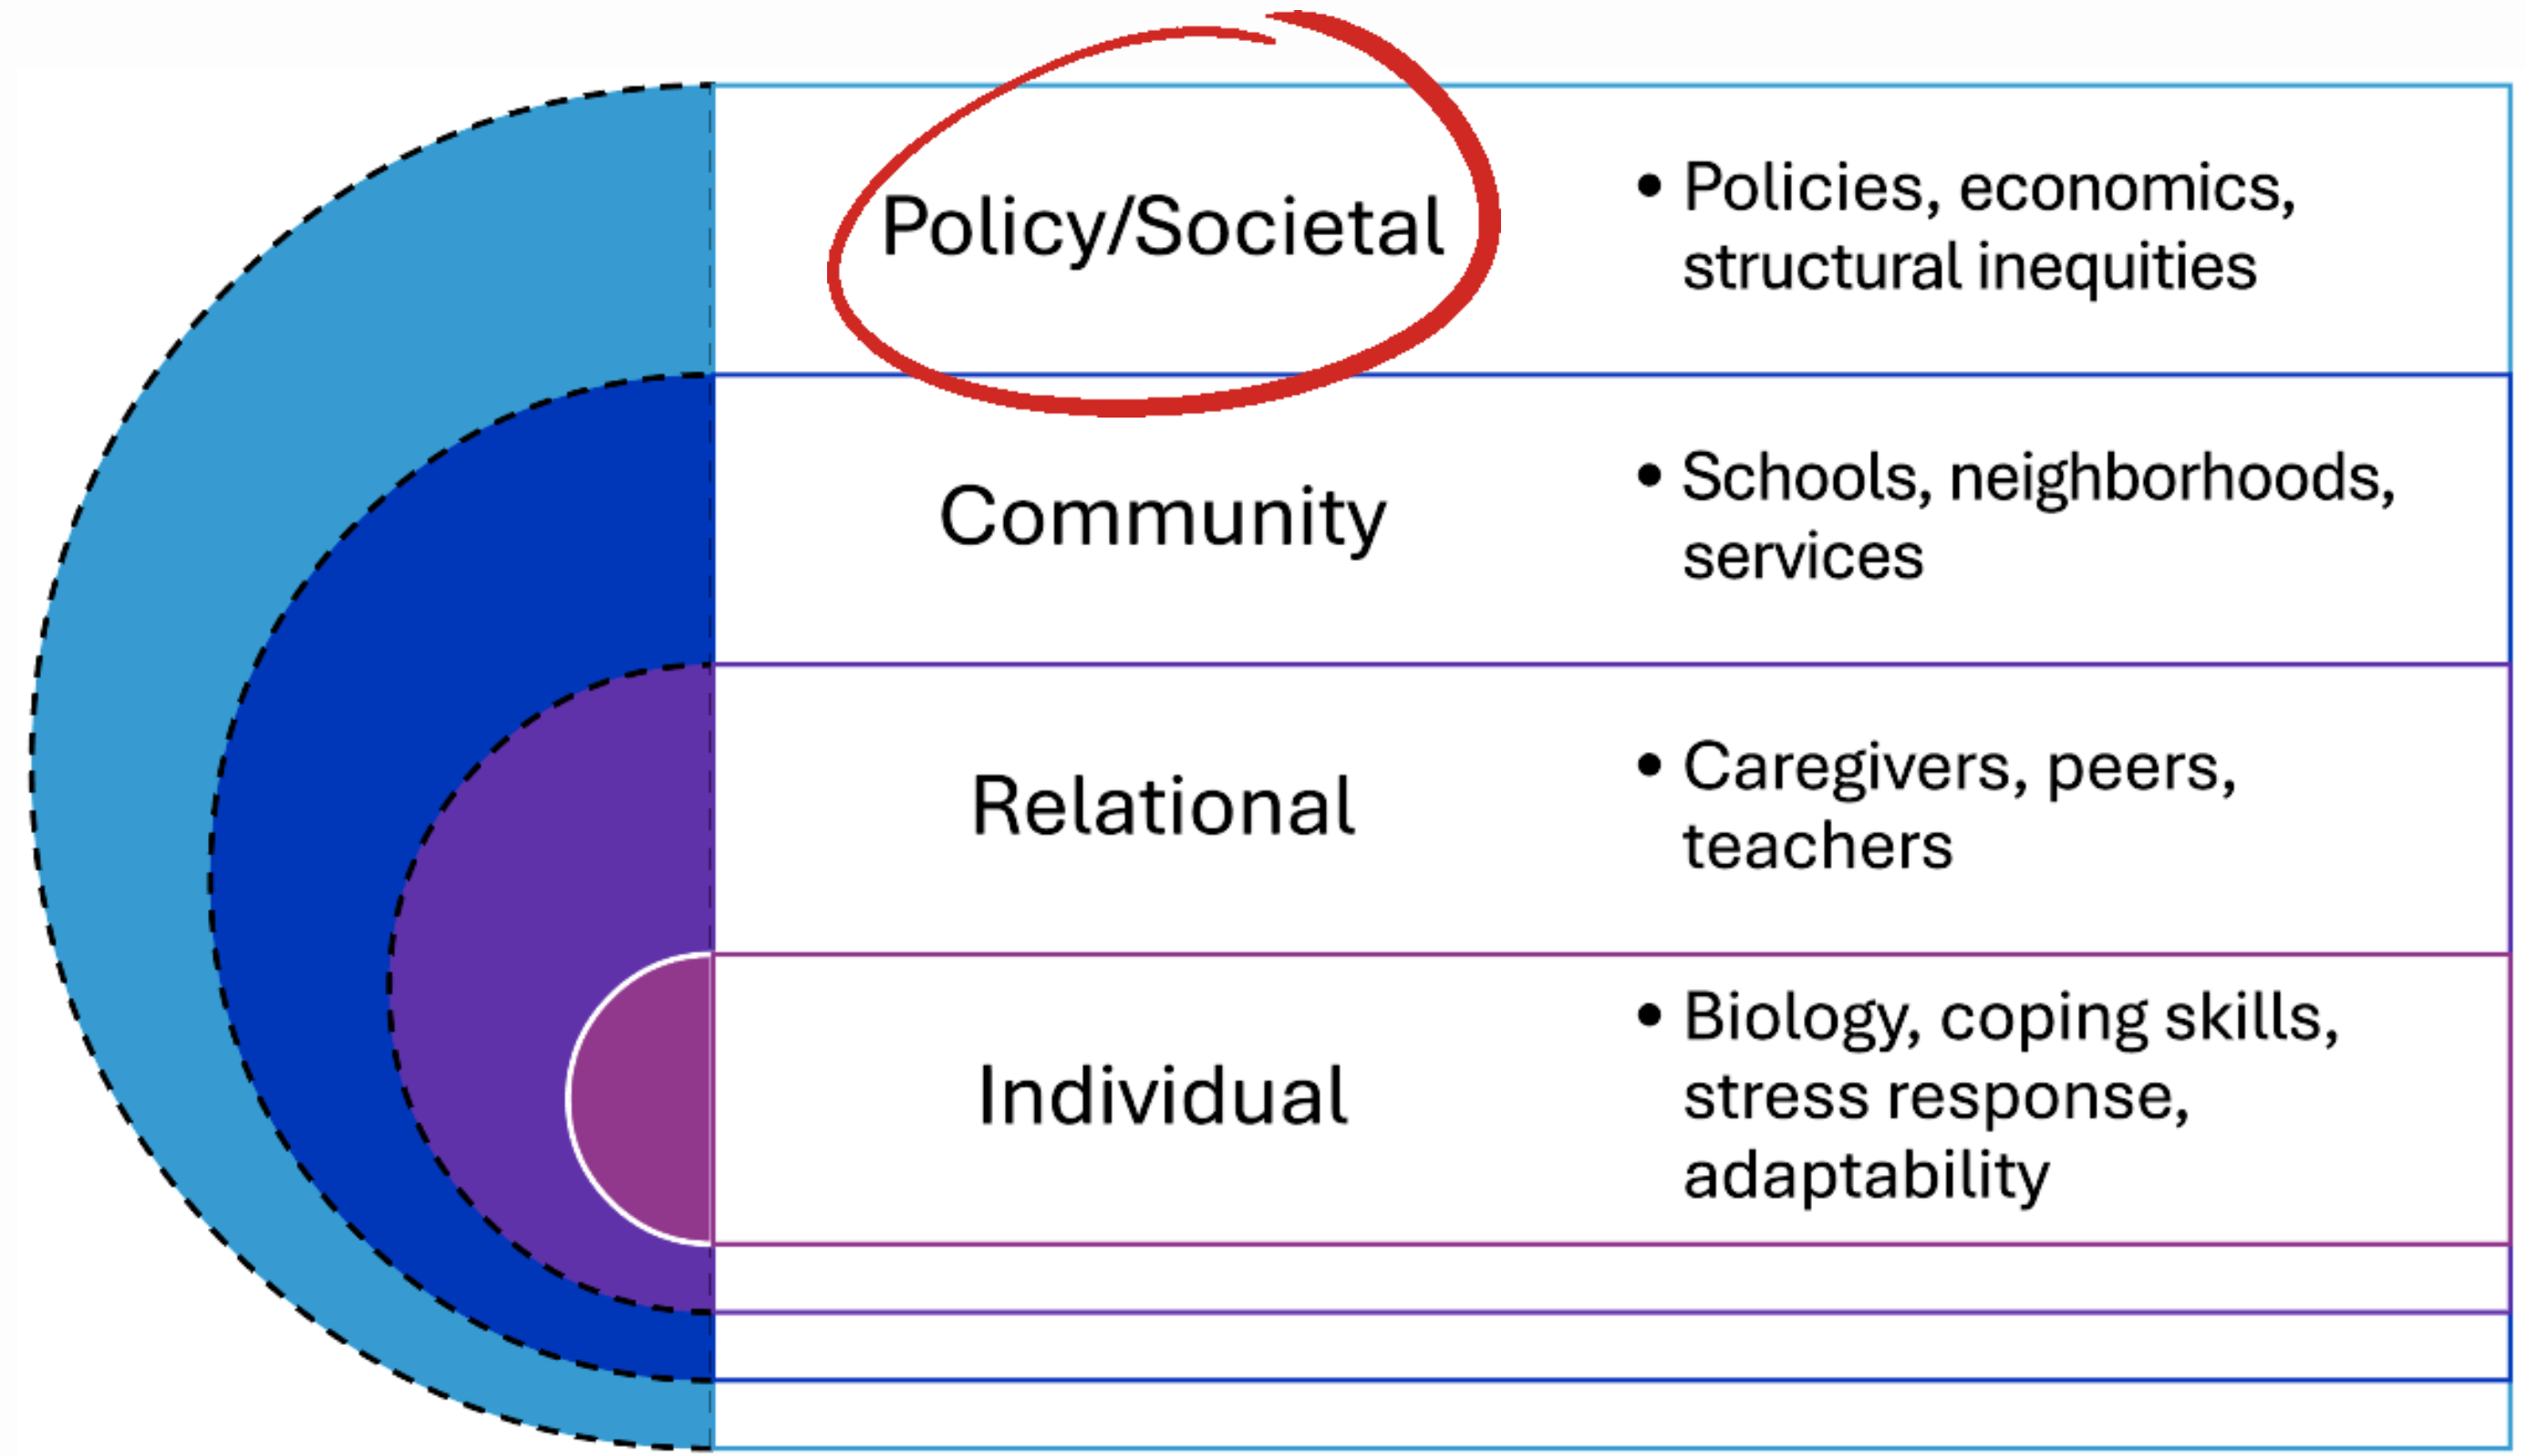 Policy/Societal
• Policies, economics,
structural inequities
Community
• Schools, neighborhoods,
services
Relational
• Caregivers, peers,
teachers
Individual
• Biology, coping skills,
stress response,
adaptability